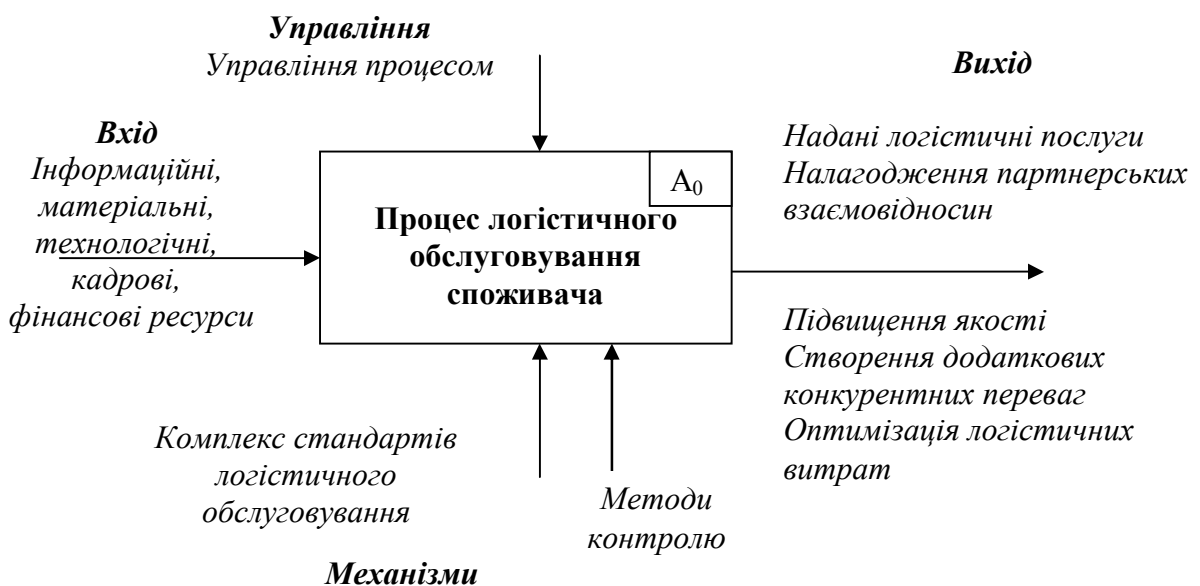 Управління
Управління процесом
Вихід
Вхід
Інформаційні,
матеріальні,
технологічні,
кадрові,
фінансові ресурси
A0
Процес логістичного
обслуговування
споживача
Надані логістичні послуги
Налагодження партнерських
взаємовідносин
Підвищення якості
Створення додаткових
конкурентних переваг
Оптимізація логістичних
витрат
Комплекс стандартів
логістичного
обслуговування
Методи
контролю
Механізми